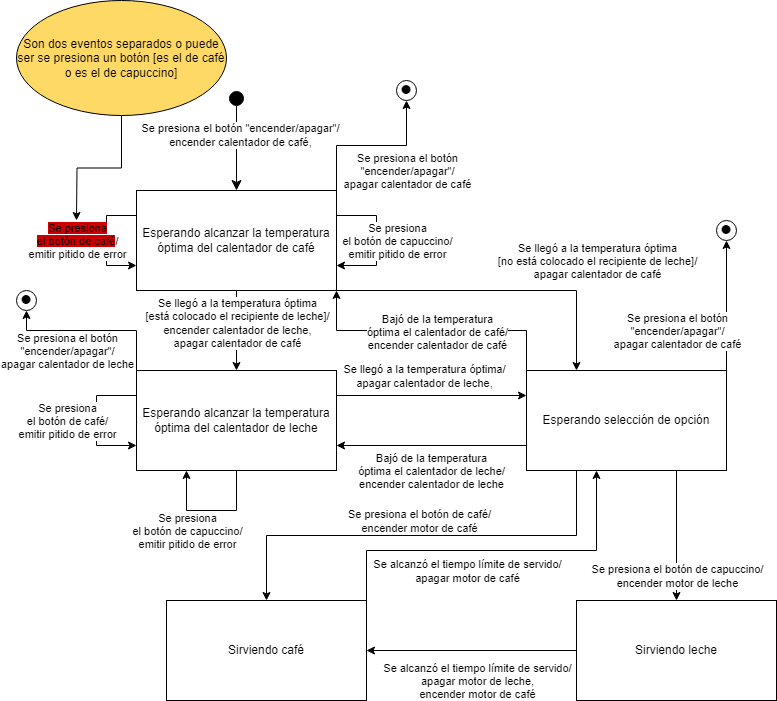 Son dos eventos separados o puede
ser se presiona un botón [es el de café
o es el de capuccino]
Se presiona el botón "encender/apagar"/
encender calentador de café,
Se presiona el botón
"encender/apagar"/
apagar calentador de café
Se presiona
el botón de café/
emitir pitido de error
Esperando alcanzar la temperatura
óptima del calentador de café
Se presiona
el botón de capuccino/
emitir pitido de error
Se llegó a la temperatura óptima
[no está colocado el recipiente de leche]/
apagar calentador de café
Se llegó a la temperatura óptima
[está colocado el recipiente de leche]/
encender calentador de leche,
apagar calentador de café
Bajó de la temperatura
óptima el calentador de café/
encender calentador de café
Se presiona el botón
"encender/apagar"/
apagar calentador de café
Se presiona el botón
"encender/apagar"/
apagar calentador de leche
Se llegó a la temperatura óptima/
apagar calentador de leche,
Se presiona
el botón de café/
emitir pitido de error
Esperando alcanzar la temperatura
óptima del calentador de leche
Esperando selección de opción
Bajó de la temperatura
óptima el calentador de leche/
encender calentador de leche
Se presiona
el botón de capuccino/
emitir pitido de error
Se presiona el botón de café/
encender motor de café
Se alcanzó el tiempo límite de servido/
apagar motor de café
Se presiona el botón de capuccino/
encender motor de leche
Sirviendo café
Sirviendo leche
Se alcanzó el tiempo límite de servido/
apagar motor de leche,
encender motor de café